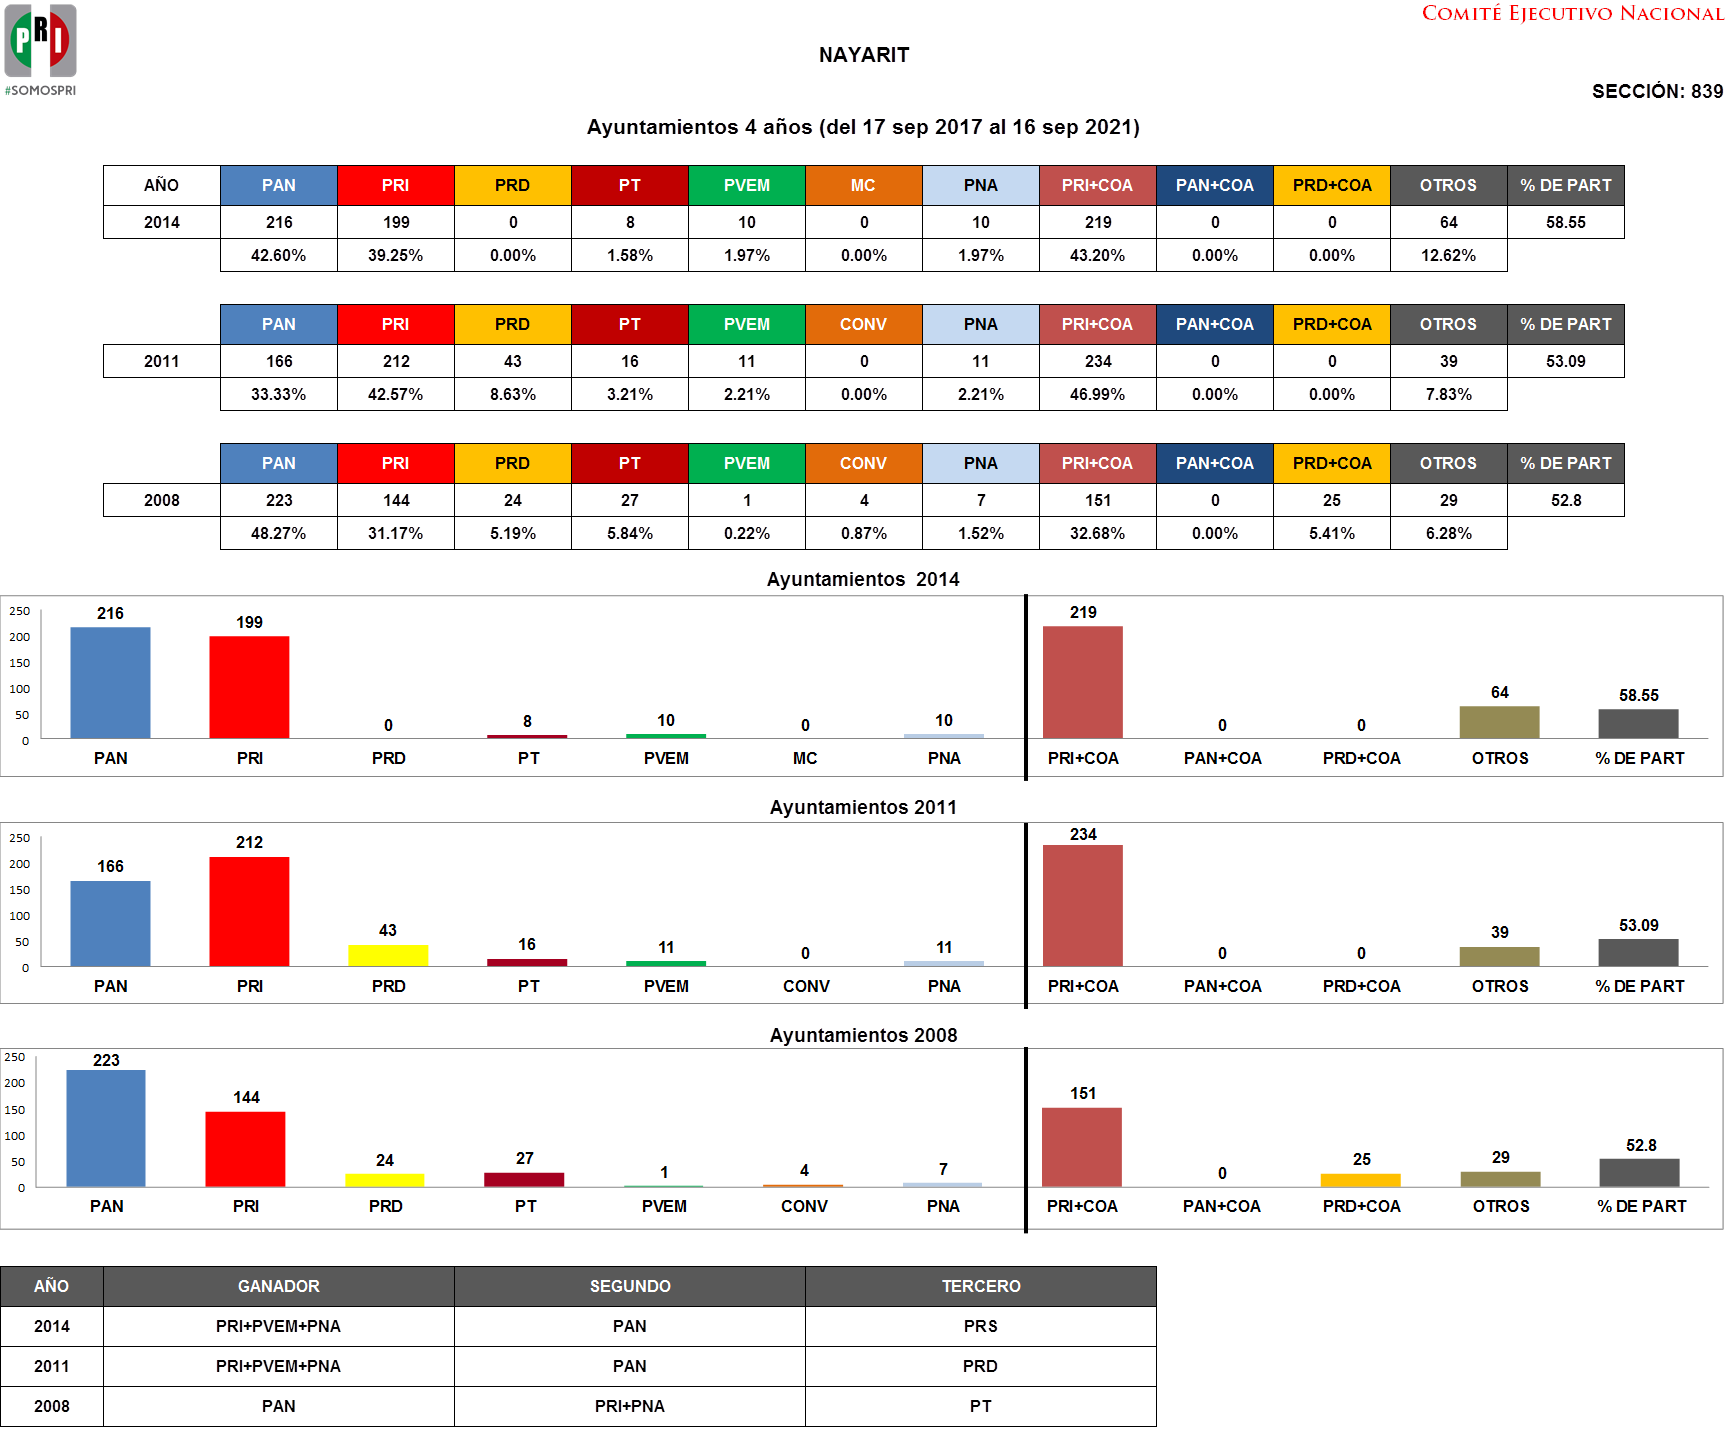 PRI
#SOMOSPRI
COMITÉ EJECUTIVO NACIONAL
NAYARIT
SECCIÓN: 839
Ayuntamientos 4 años (del 17 sep 2017 al 16 sep 2021)
AÑO PAN PRI PRD PT PVEM MC PNA PRI+COA PAN+COA PRD+COA OTROS % DE PART
2014 216 199 0 8 10 0 10 219 0 0 64 58.55
42.60% 39.25% 0.00% 1.58% 1.97% 0.00% 1.97% 43.20% 0.00% 0.00% 12.62%
PAN PRI PRD PT PVEM CONV PNA PRI+COA PAN+COA PRD+COA OTROS % DE PART
2011 166 212 43 16 11 0 11 234 0 0 39 53.09
33.33% 42.57% 8.63% 3.21% 2.21% 0.00% 2.21% 46.99% 0.00% 0.00% 7.83%
PAN PRI PRD PT PVEM CONV PNA PRI+COA PAN+COA PRD+COA OTROS % DE PART
2008 223 144 24 27 1 4 7 151 0 25 29 52.8
48.27% 31.17% 5.19% 5.84% 0.22% 0.87% 1.52% 32.68% 0.00% 5.41% 6.28%
Ayuntamientos 2014
250
200
150
100
50
0
216 199 0 8 10 0 10 219 0 0 64 58.55
PAN PRI PRD PT PVEM MC PNA PRI+COA PAN+COA PRD+COA OTROS % DE PART
Ayuntamientos 2011
250
200
150
100
50
0
166 212 43 16 11 0 11 234 0 0 39 53.09
PAN PRI PRD PT PVEM CONV PNA PRI+COA PAN+COA PRD+COA OTROS % DE PART
Ayuntamientos 2008
250
200
150
100
50
0
223 144 24 27 1 4 7 151 0 25 29 52.8
PAN PRI PRD PT PVEM CONV PNA PRI+COA PAN+COA PRD+COA OTROS % DE PART
AÑO GANADOR SEGUNDO TERCERO
2014 PRI+PVEM+PNA PAN PRS
2011 PRI+PVEM+PNA PAN PRD
2008 PAN PRI+PNA PT